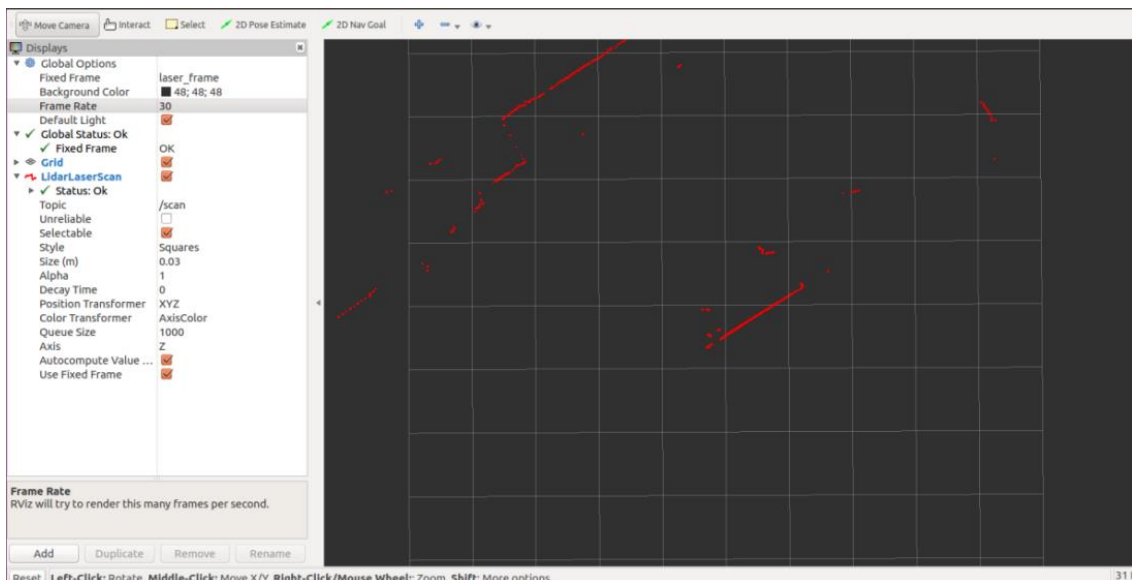 Move Camera Interact Select 2D Pose Estimate 2D Nav Goal
Displays
Global Options
Fixed Frame laser_frame
Background Color 48; 48; 48
Frame Rate 30
Default Light
Global Status: Ok
Fixed Frame OK
Grid
LidarLaserScan
Status: Ok
Topic /scan
Unreliable
Selectable
Style Squares
Size (m) 0.03
Alpha 1
Decay Time 0
Position Transformer XYZ
Color Transformer AxisColor
Queue Size 1000
Axis Z
Autocompute Value ...
Use Fixed Frame
Frame Rate
RViz will try to render this many frames per second.
Add Duplicate Remove Rename
Reset Left-Click: Rotate. Middle-Click: Move X/Y. Right-Click/Mouse Wheel:: Zoom. Shift: More options. 31